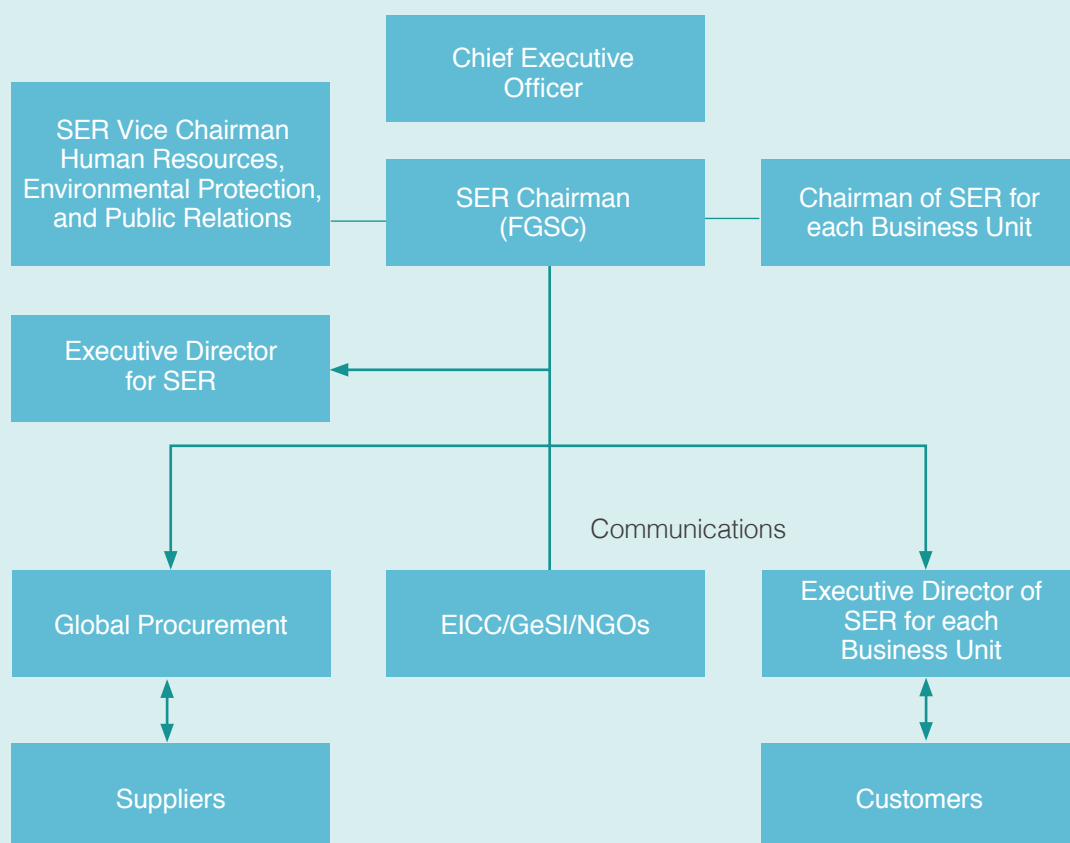 Chief Executive
Officer
SER Vice Chairman
Human Resources,
Environmental Protection,
and Public Relations
SER Chairman
(FGSC)
Chairman of SER for
each Business Unit
Executive Director
for SER
Communications
Global Procurement
EICC/GeSI/NGOs
Executive Director of
SER for each
Business Unit
Suppliers
Customers